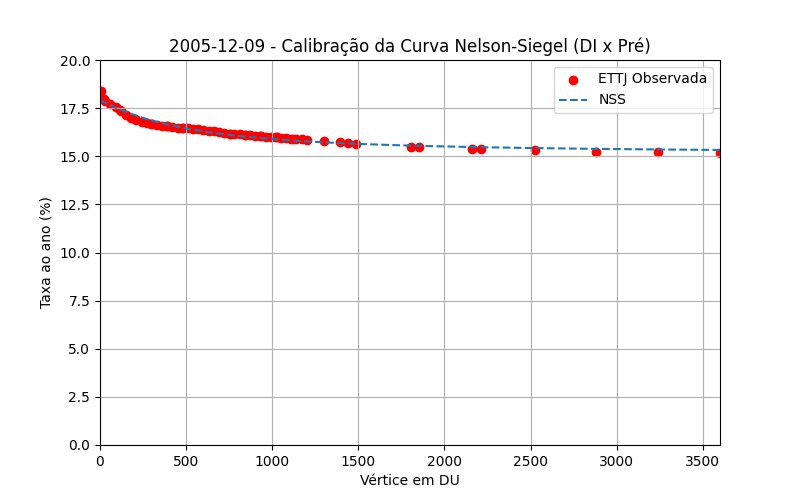 2005-12-09 - Calibração da Curva Nelson-Siegel (DI x Pré)
ETTJ Observada
NSS
Taxa ao ano (%)
20.0
17.5
15.0
12.5
10.0
7.5
5.0
2.5
0.0
0 500 1000 1500 2000 2500 3000 3500
Vértice em DU